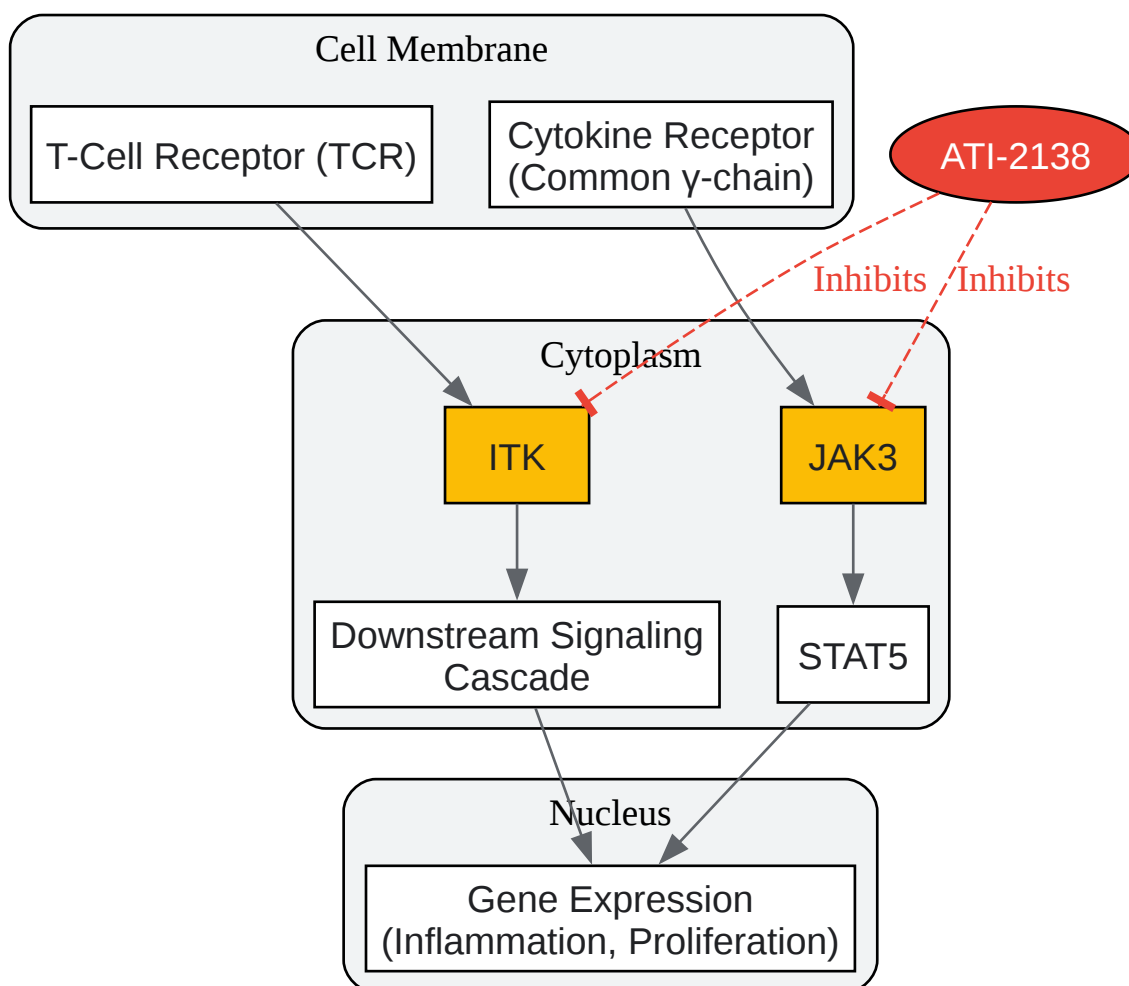 Cell Membrane
T-Cell Receptor (TCR)
Cytokine Receptor
(Common γ-chain)
ATI-2138
Inhibits
Inhibits
Cytoplasm
ITK
JAK3
Downstream Signaling
Cascade
STAT5
Nucleus
Gene Expression
(Inflammation, Proliferation)